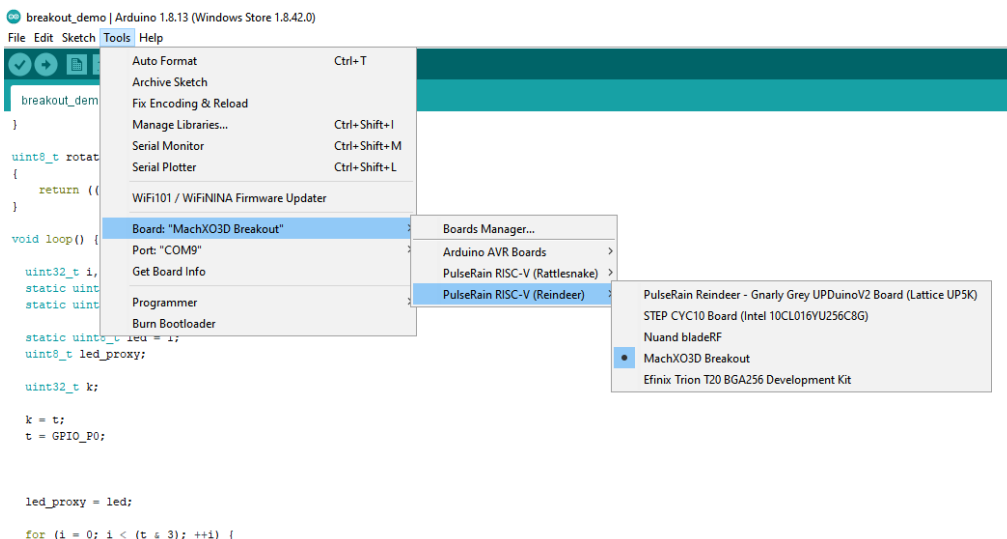 breakout_demo | Arduino 1.8.13 (Windows Store 1.8.42.0)
File Edit Sketch Tools Help
breakout_dem
Auto Format Ctrl+T
Archive Sketch
Fix Encoding & Reload
Manage Libraries... Ctrl+Shift+I
Serial Monitor Ctrl+Shift+M
Serial Plotter Ctrl+Shift+L
WiFi101 / WiFiNINA Firmware Updater
Board: "MachXO3D Breakout"
Port: "COM9"
Get Board Info
Programmer
Burn Bootloader
Boards Manager...
Arduino AVR Boards
PulseRain RISC-V (Rattlesnake)
PulseRain RISC-V (Reindeer)
PulseRain Reindeer - Gnarly Grey UPDuinoV2 Board (Lattice UP5K)
STEP CYC10 Board (Intel 10CL016YU256C8G)
Nuand bladeRF
MachXO3D Breakout
Efinix Trion T20 BGA256 Development Kit
}
uint8_t rotat
{
return ((
}
void loop() {
uint32_t i,
static uint
static uint
static uint8_t led = 1;
uint8_t led_proxy;
uint32_t k;
k = t;
t = GPIO_P0;
led_proxy = led;
for (i = 0; i < (t & 3); ++i) {